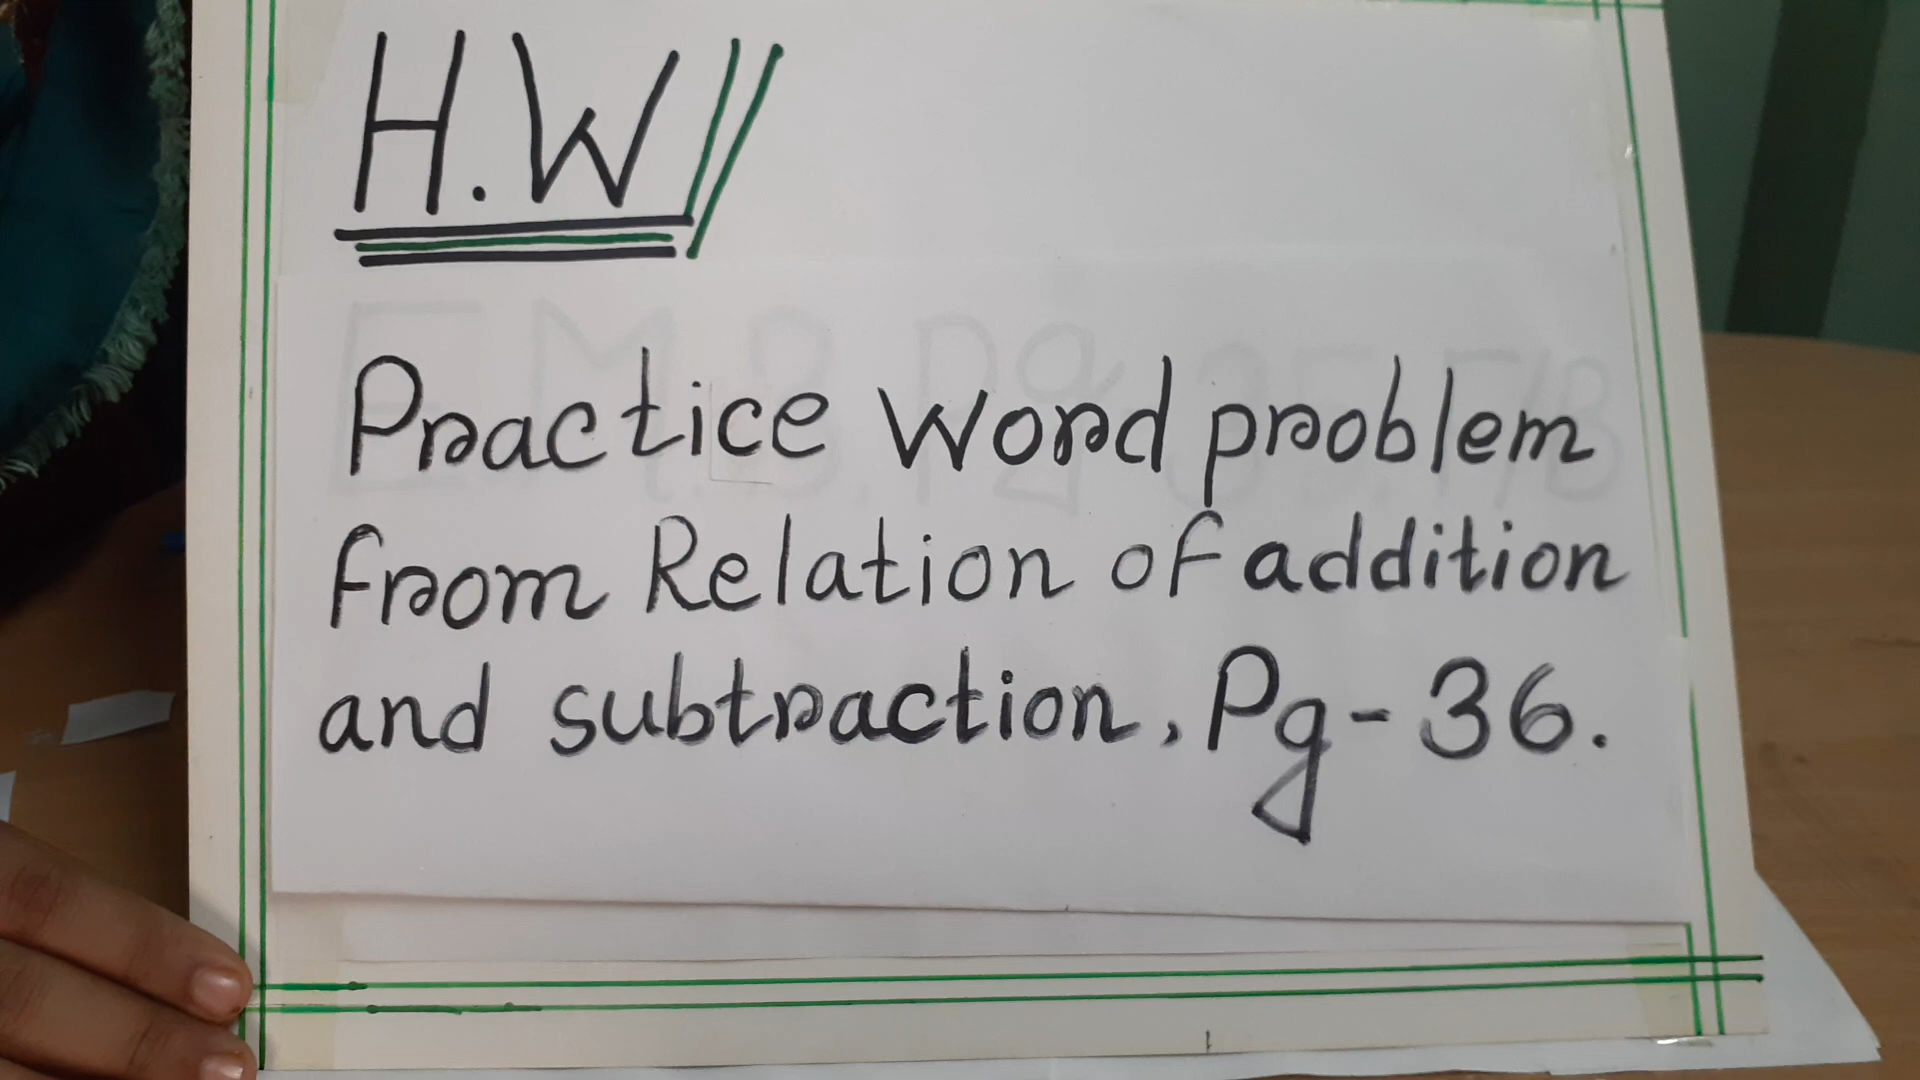 H.W
Practice word problem
from Relation of addition
and subtraction, Pg-36.